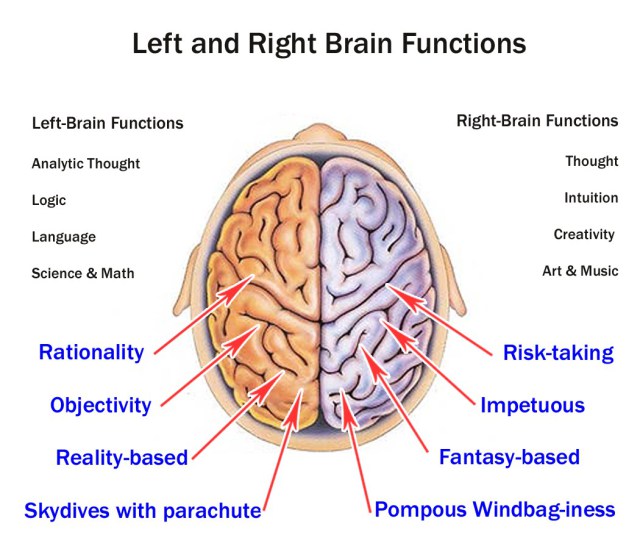 Left and Right Brain Functions
Left-Brain Functions
Analytic Thought
Logic
Language
Science & Math
Right-Brain Functions
Thought
Intuition
Creativity
Art & Music
Rationality
Objectivity
Reality-based
Skydives with parachute
Risk-taking
Impetuous
Fantasy-based
Pompous Windbag-iness